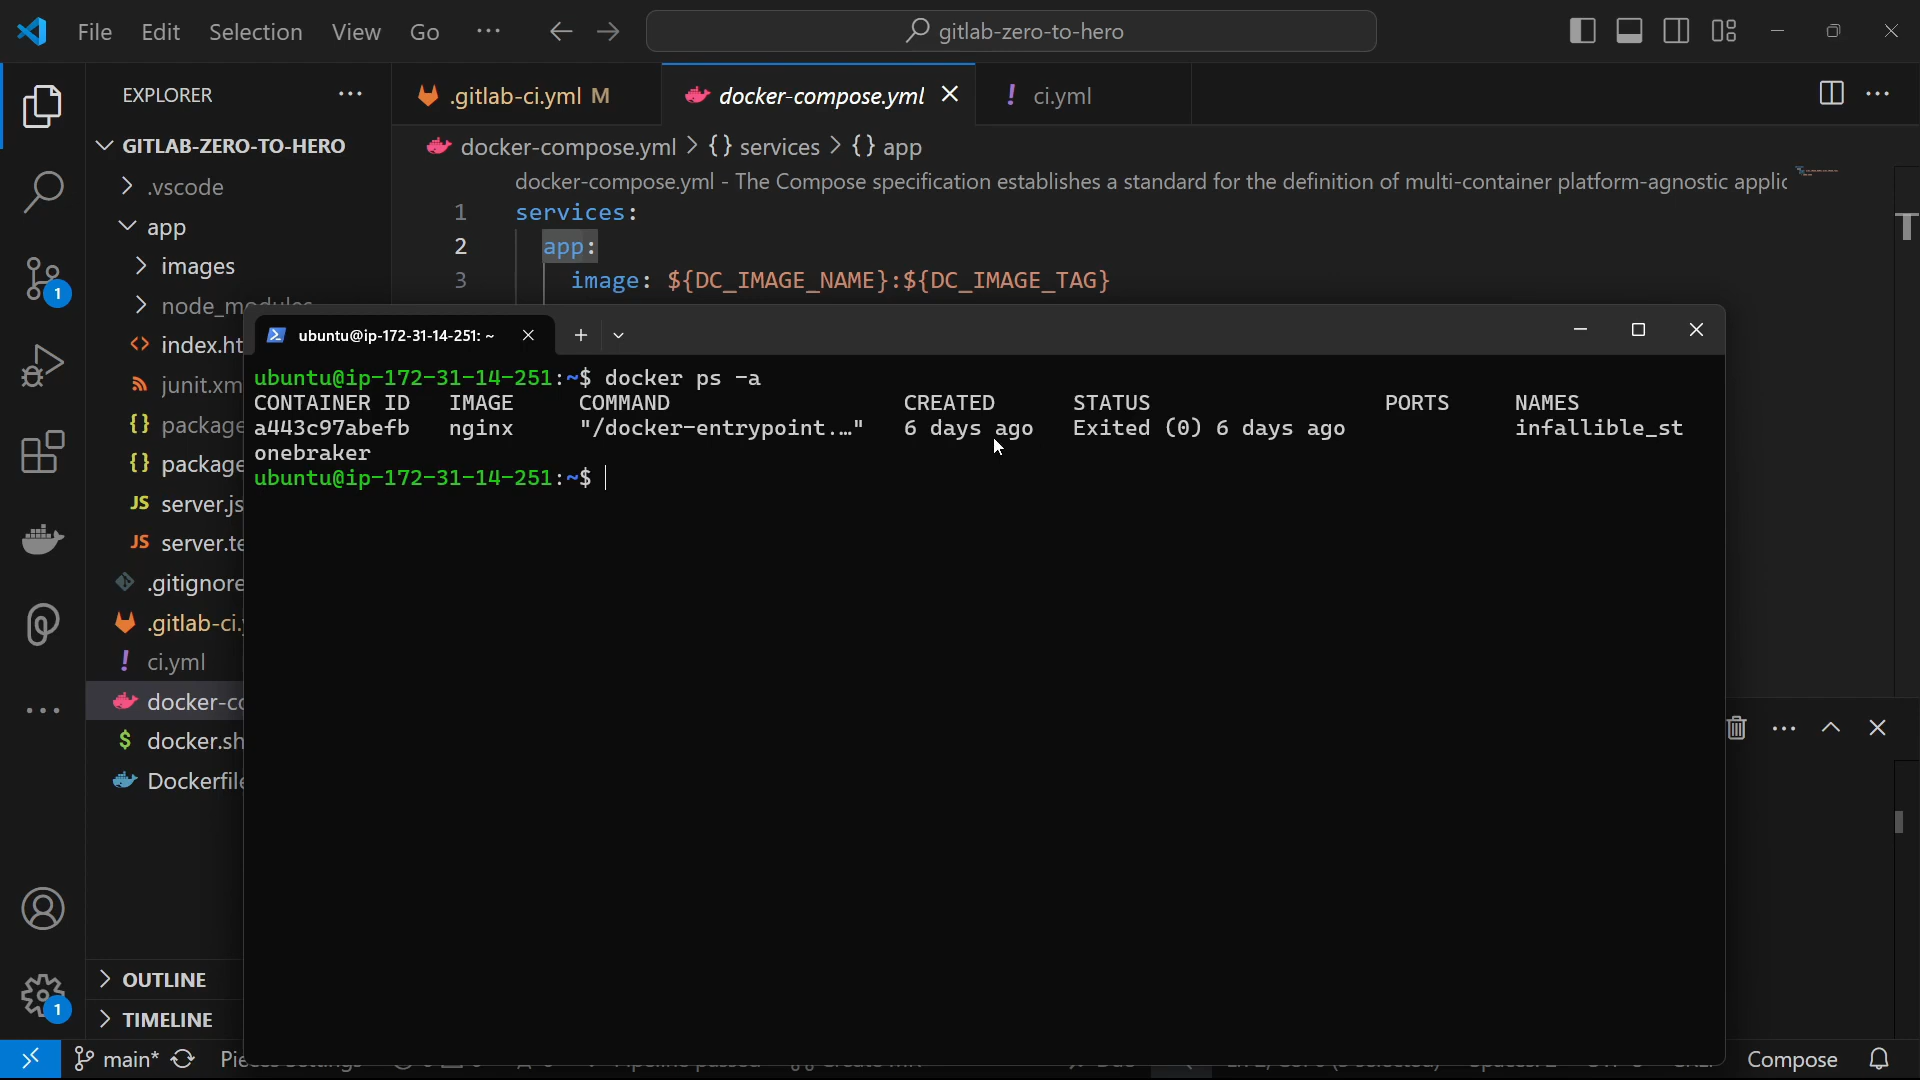 File Edit Selection View Go ··· gitlab-zero-to-hero
EXPLORER
.gitlab-ci.yml M
docker-compose.yml
! ci.yml
GITLAB-ZERO-TO-HERO
docker-compose.yml > {} services > {} app
.vscode
docker-compose.yml - The Compose specification establishes a standard for the definition of multi-container platform-agnostic applic
app
1 services:
2 app:
3 image: ${DC_IMAGE_NAME}:${DC_IMAGE_TAG}
images
node_modules
<> index.ht
junit.xm
{} package
{} package
JS server.js
JS server.te
.gitignore
.gitlab-ci.y
! ci.yml
docker-co
$ docker.sh
Dockerfile
OUTLINE
TIMELINE
1
1
ubuntu@ip-172-31-14-251: ~
ubuntu@ip-172-31-14-251:~$ docker ps -a
CONTAINER ID IMAGE COMMAND CREATED STATUS PORTS NAMES
a443c97abefb nginx "/docker-entrypoint.…" 6 days ago Exited (0) 6 days ago infallible_st
onebraker
ubuntu@ip-172-31-14-251:~$
main* Compose